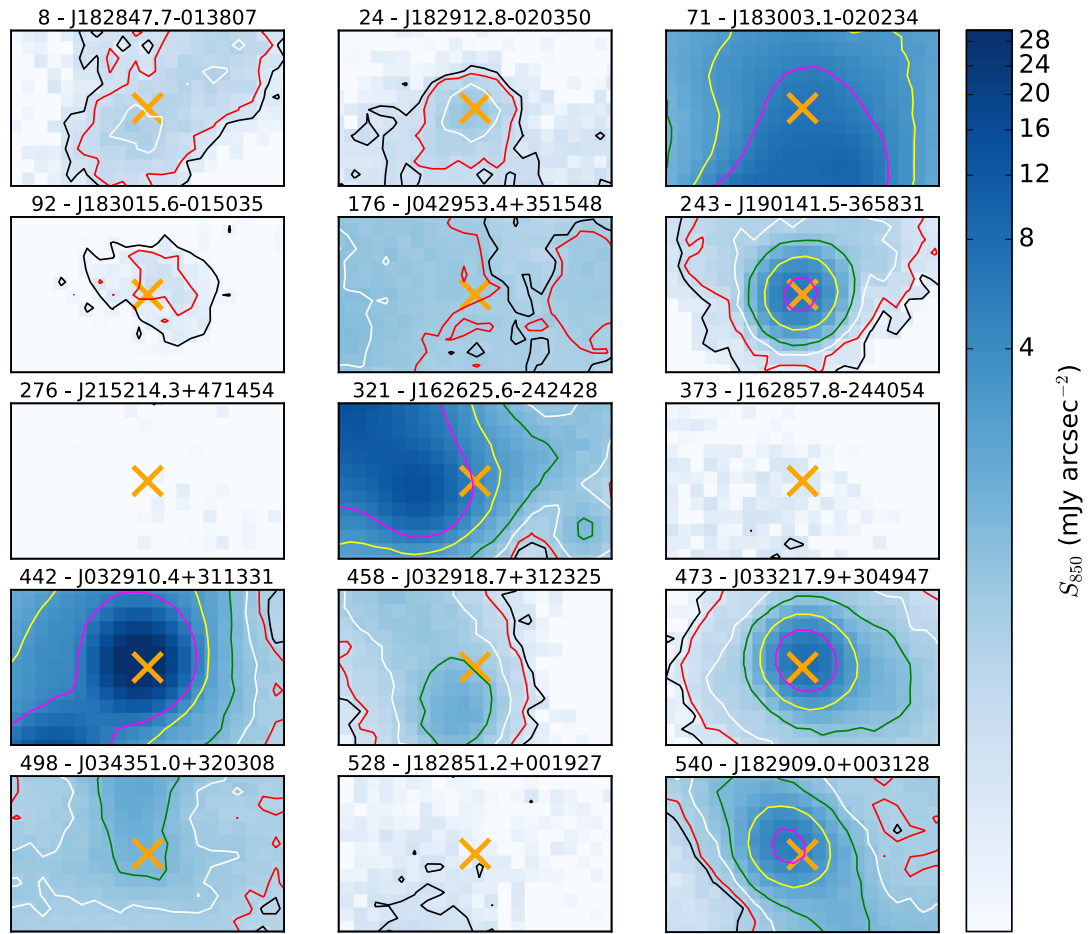 8 - J182847.7-013807
24 - J182912.8-020350
71 - J183003.1-020234
92 - J183015.6-015035
176 - J042953.4+351548
243 - J190141.5-365831
276 - J215214.3+471454
321 - J162625.6-242428
373 - J162857.8-244054
442 - J032910.4+311331
458 - J032918.7+312325
473 - J033217.9+304947
498 - J034351.0+320308
528 - J182851.2+001927
540 - J182909.0+003128
28
24
20
16
12
8
4
S850 (mJy arcsec−2)